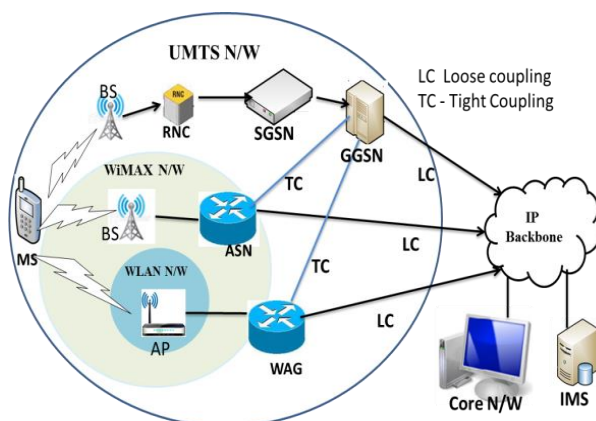 UMTS N/W
LC Loose coupling
TC - Tight Coupling
BS
RNC
RNC
SGSN
GGSN
LC
TC
WiMAX N/W
BS
ASN
LC
IP
Backbone
MS
WLAN N/W
TC
AP
WAG
LC
Core N/W
IMS